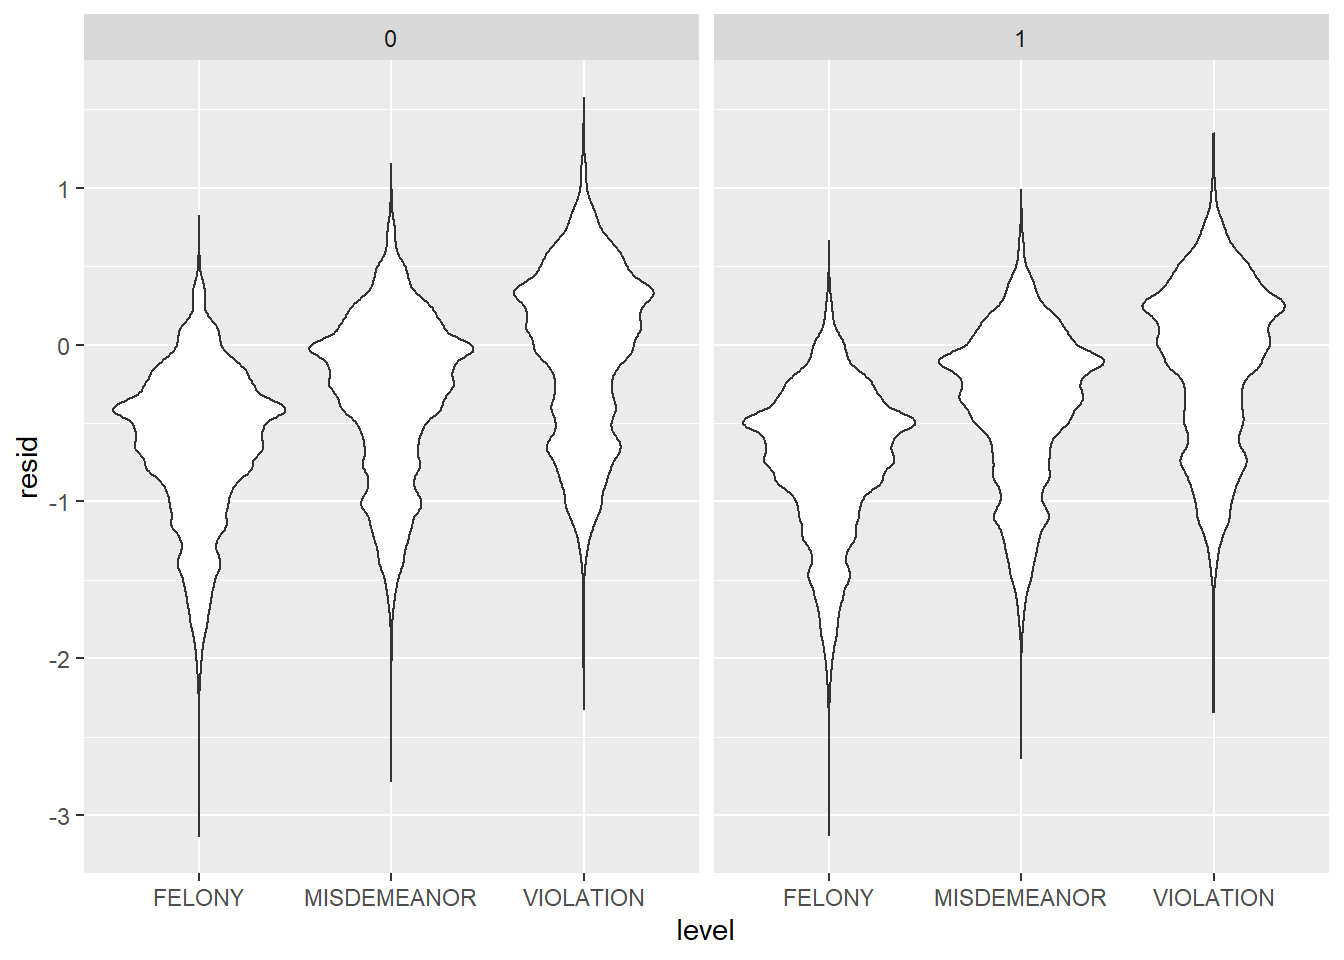 0
1
resid
1
0
-1
-2
-3
FELONY
MISDEMEANOR
VIOLATION
FELONY
MISDEMEANOR
VIOLATION
level